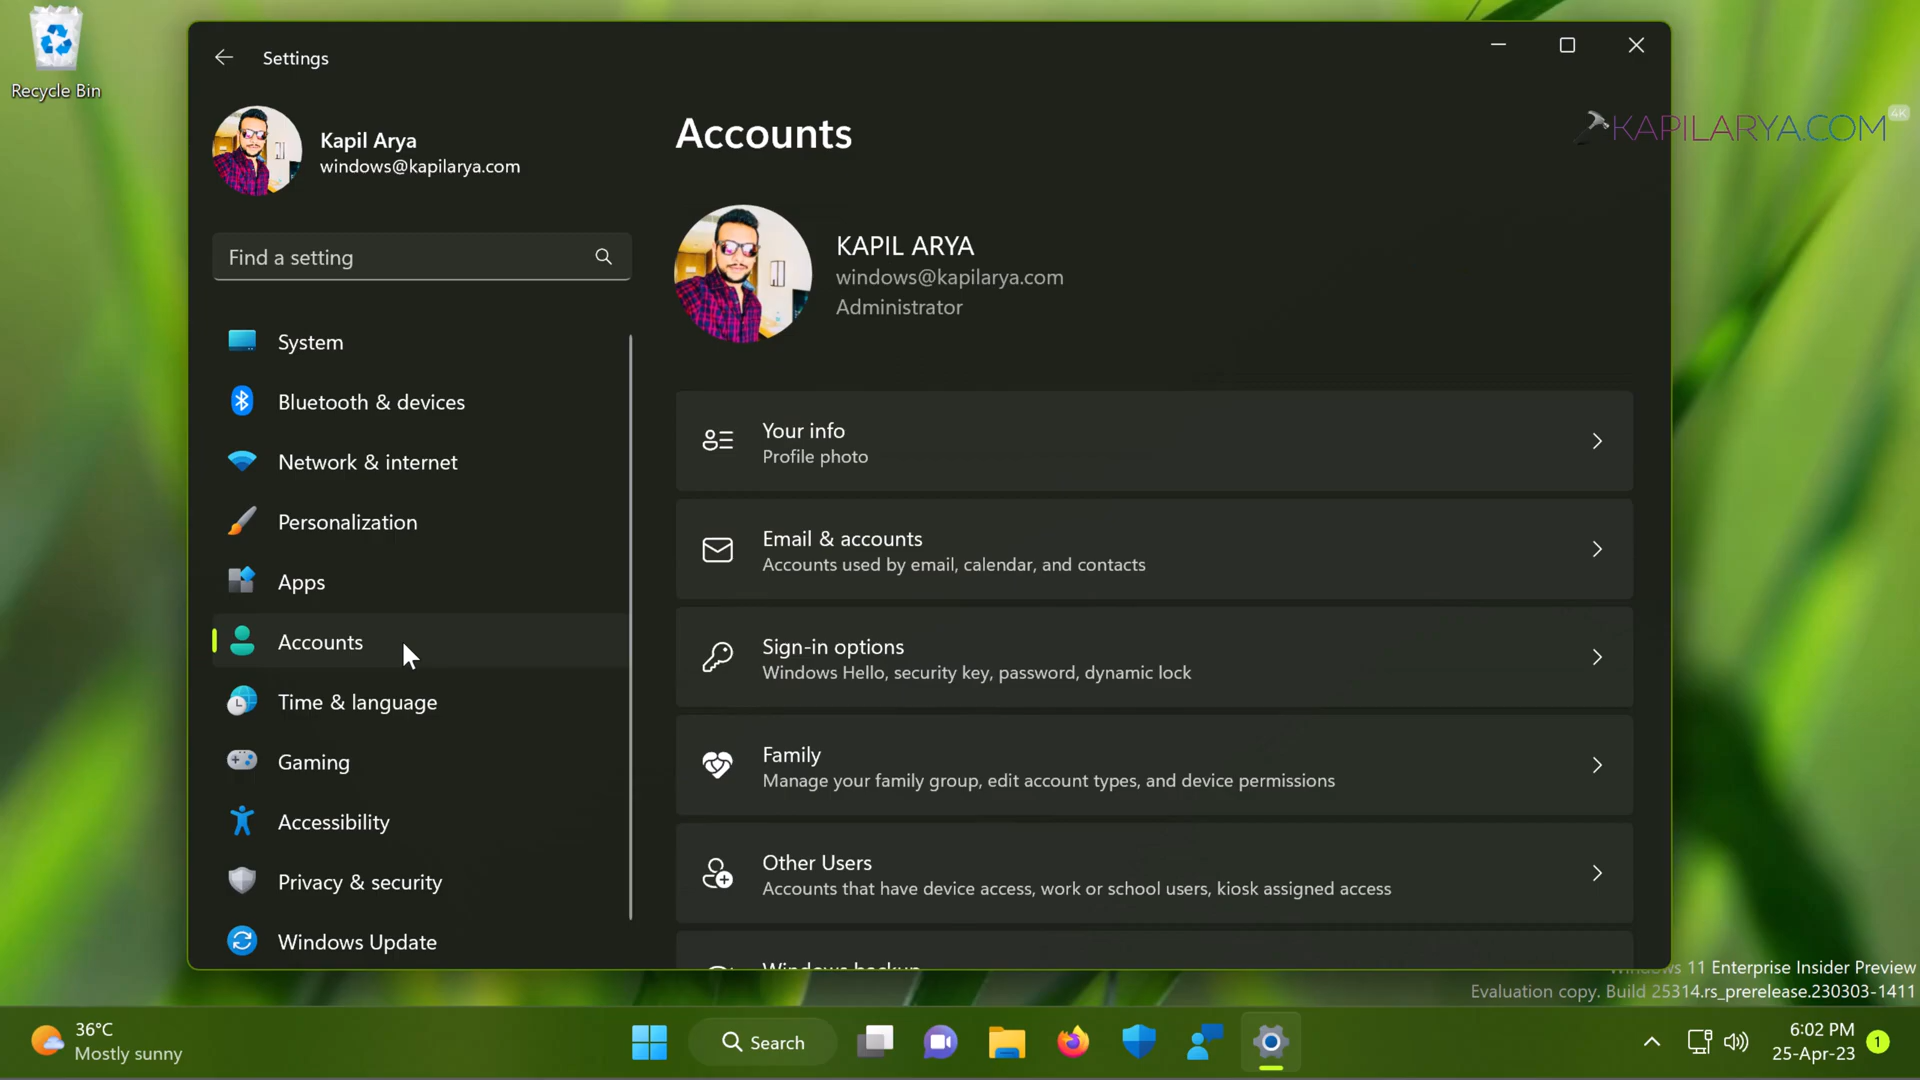 Recycle Bin
Settings
Kapil Arya
windows@kapilarya.com
Find a setting
System
Bluetooth & devices
Network & internet
Personalization
Apps
Accounts
Time & language
Gaming
Accessibility
Privacy & security
Windows Update
Accounts
KAPILARYA.COM
4K
KAPIL ARYA
windows@kapilarya.com
Administrator
Your info
Profile photo
Email & accounts
Accounts used by email, calendar, and contacts
Sign-in options
Windows Hello, security key, password, dynamic lock
Family
Manage your family group, edit account types, and device permissions
Other Users
Accounts that have device access, work or school users, kiosk assigned access
Windows backup
Windows 11 Enterprise Insider Preview
Evaluation copy. Build 25314.rs_prerelease.230303-1411
36°C
Mostly sunny
Search
6:02 PM
25-Apr-23
1